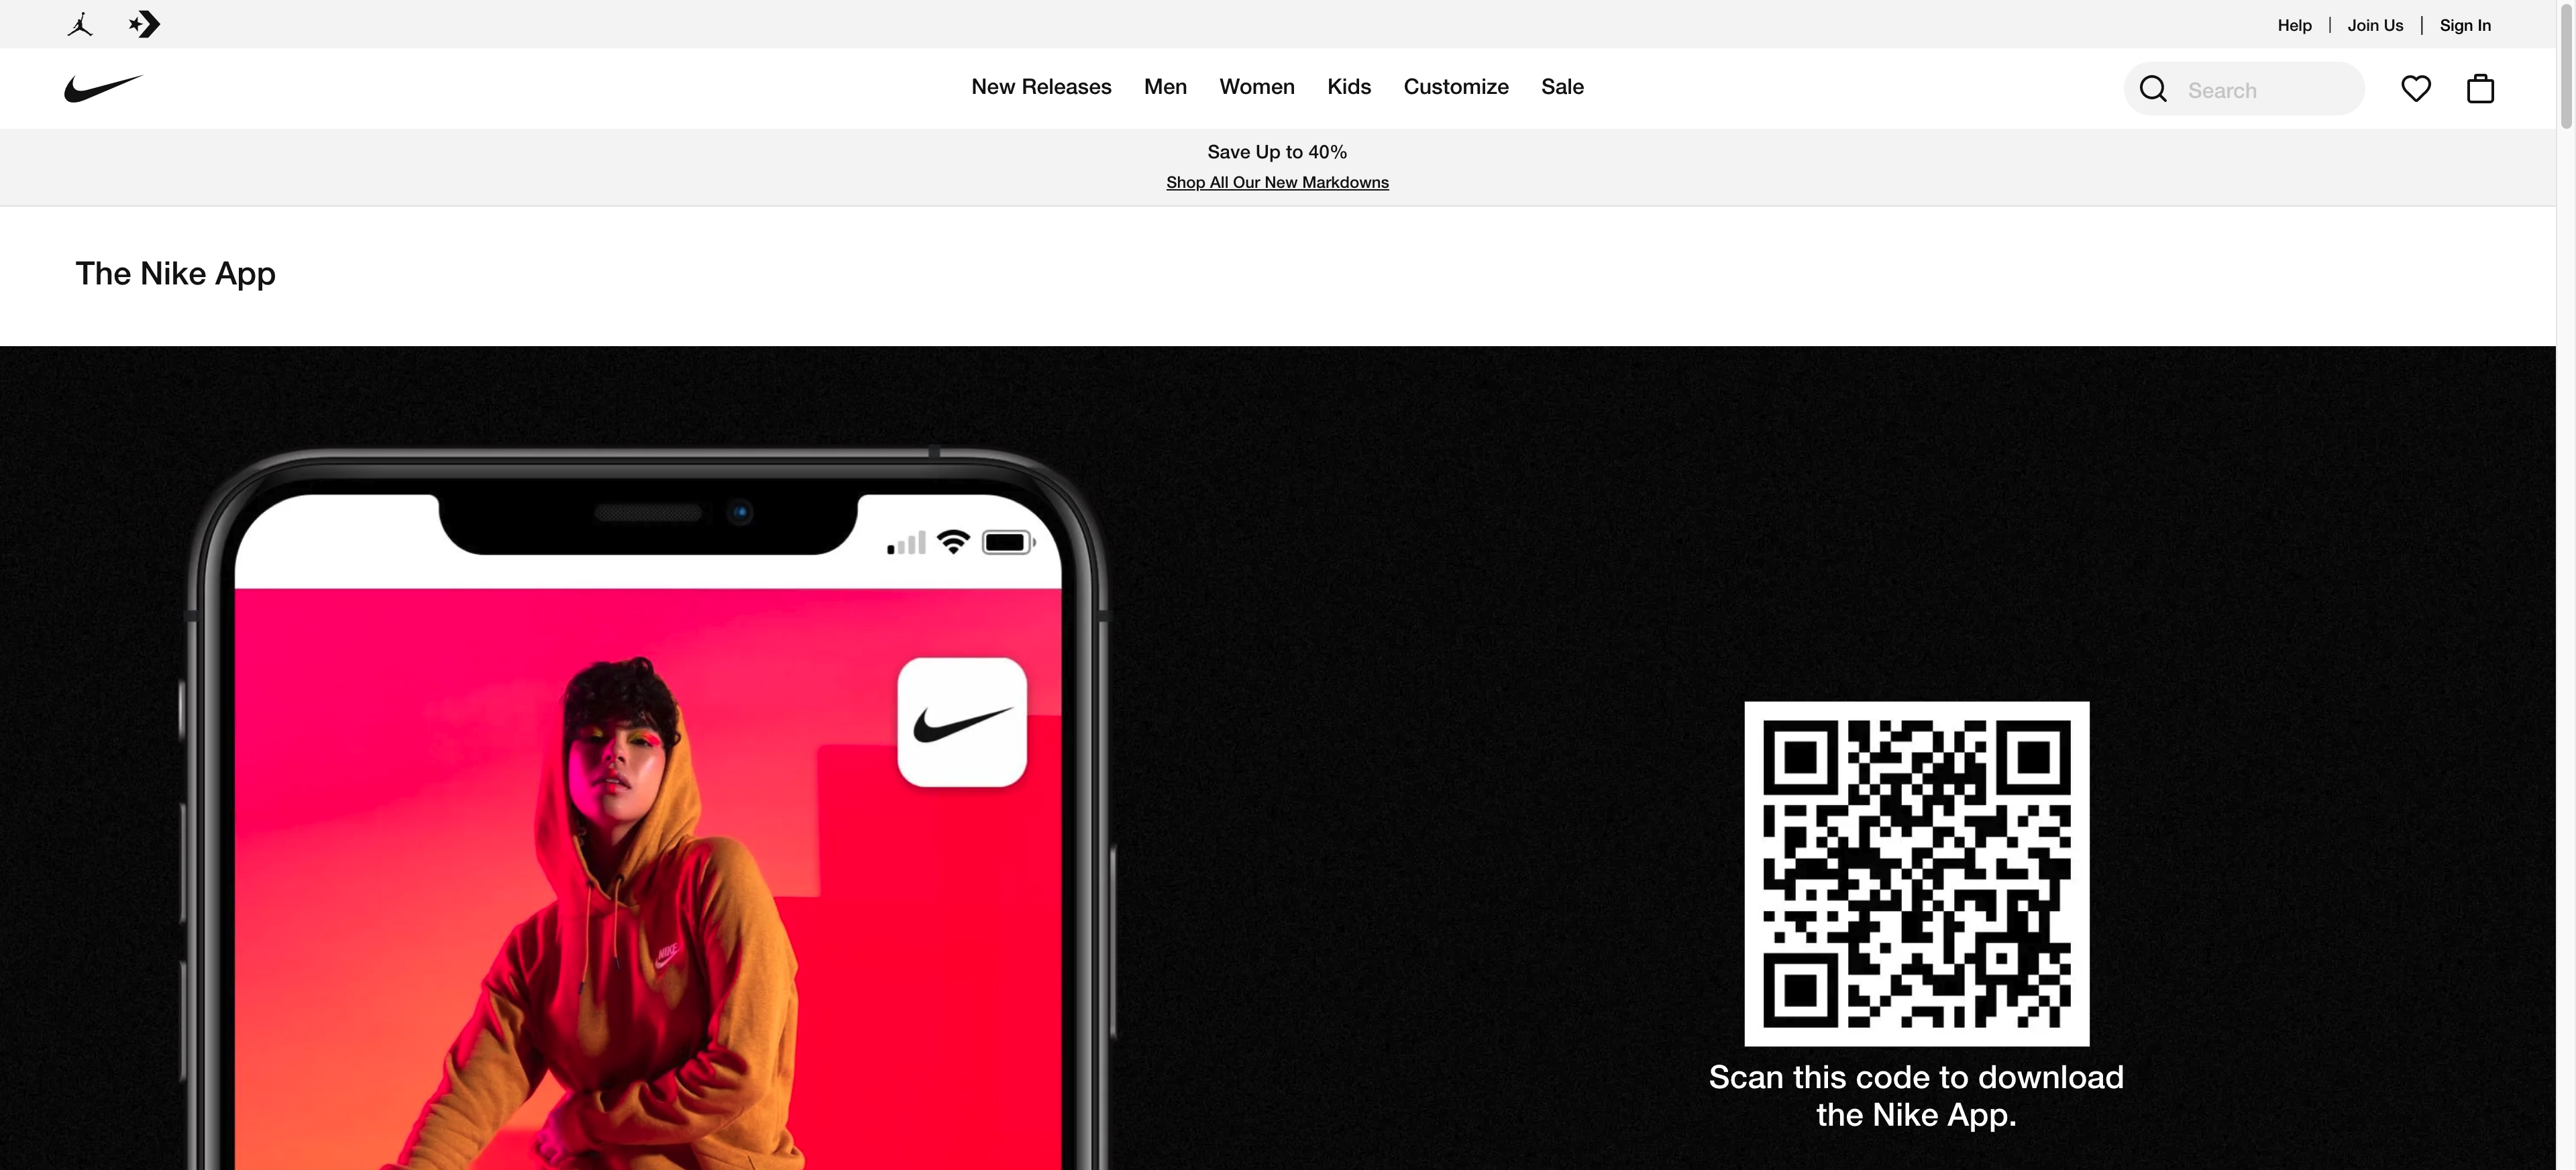 Help | Join Us | Sign In
New Releases Men Women Kids Customize Sale
Search
Save Up to 40%
Shop All Our New Markdowns
The Nike App
NIKE
Scan this code to download
the Nike App.